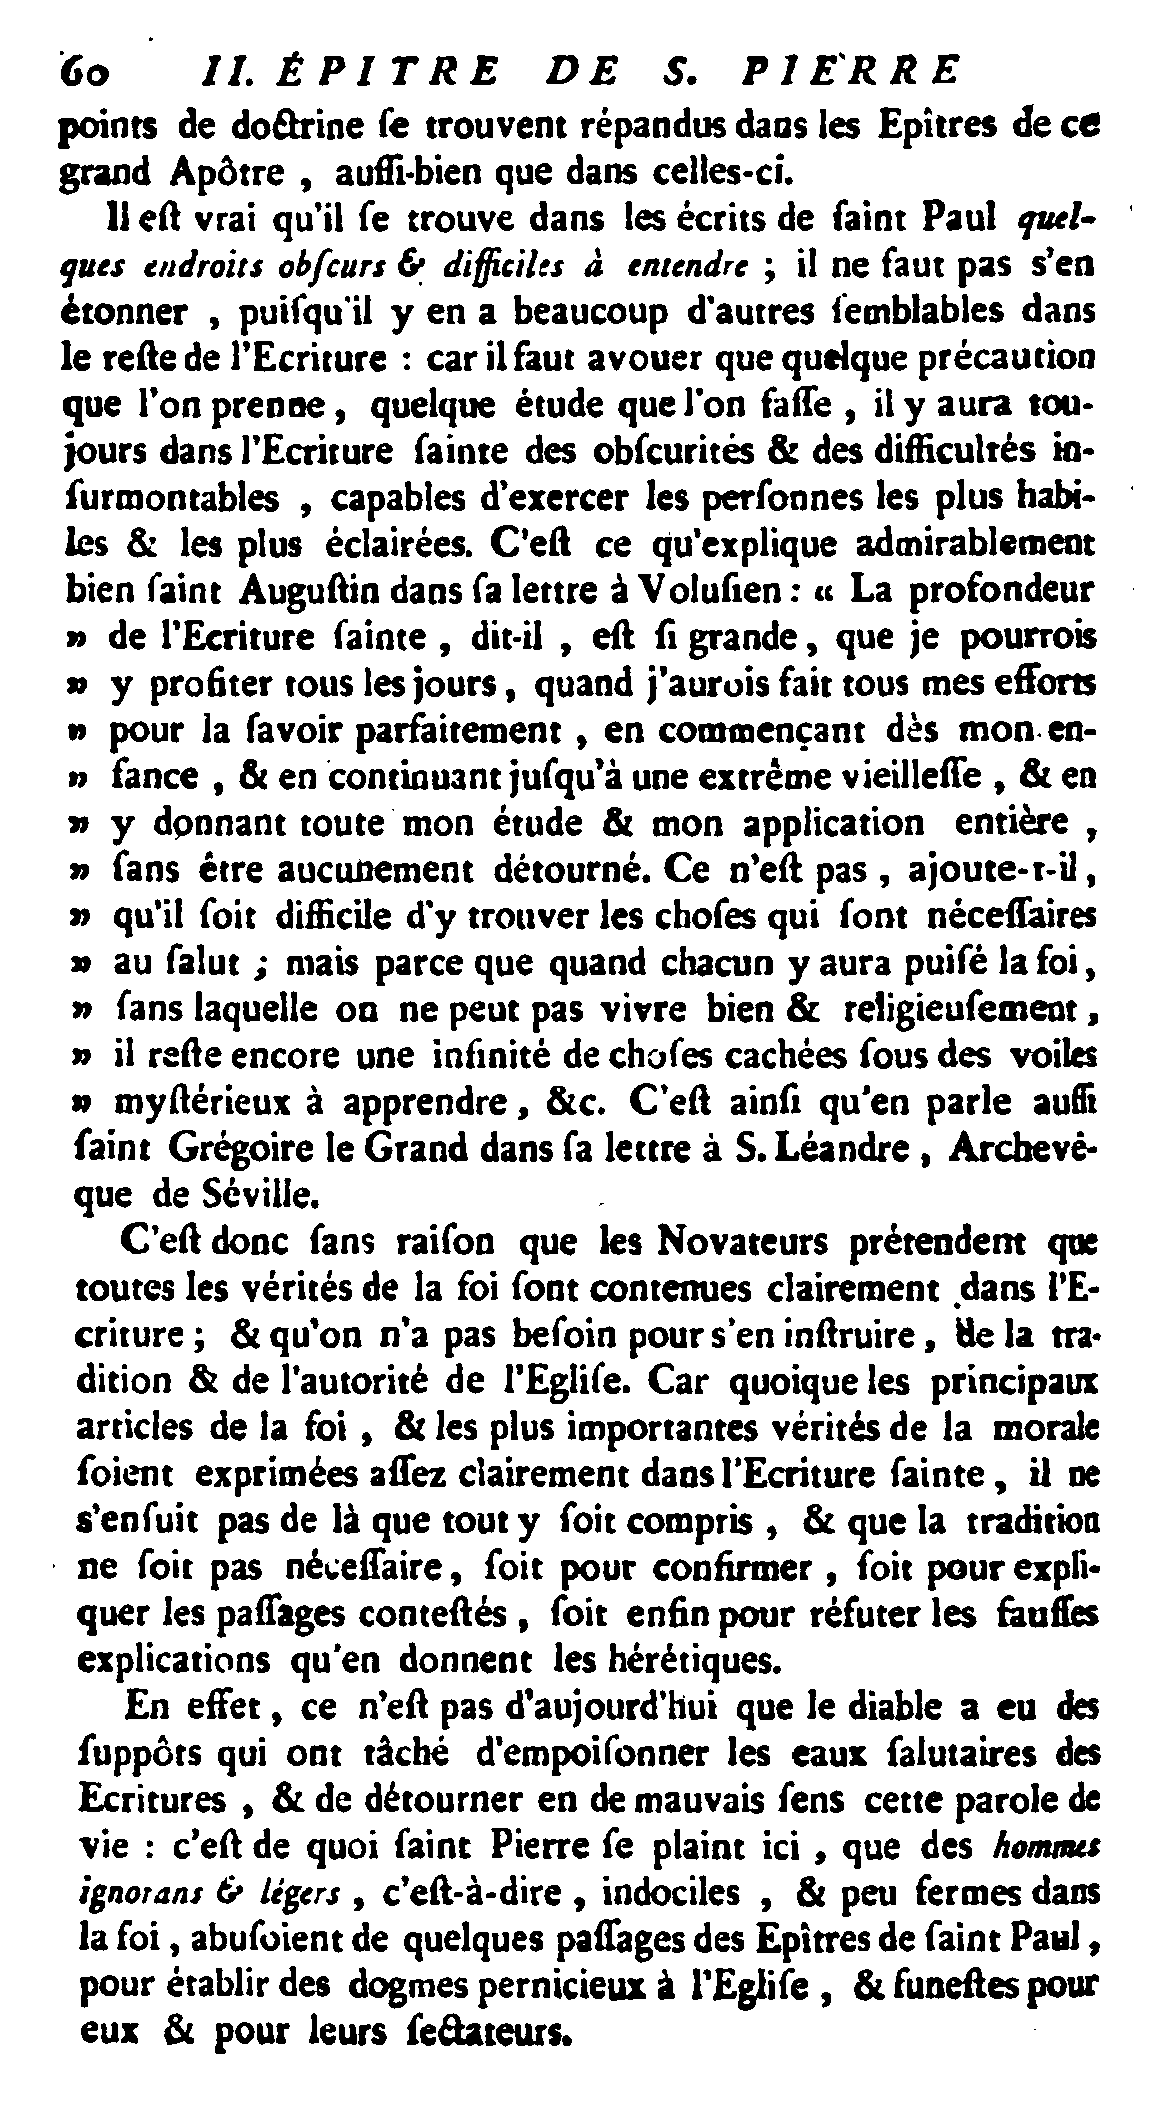 60 II. ÉPITRE DE S. PIERRE
points de doctrine ſe trouvent répandus dans les Epîtres de ce
grand Apôtre , auſſi-bien que dans celles-ci.
Il eſt vrai qu'il ſe trouve dans les écrits de ſaint Paul quel-
ques endroits obſcurs & difficiles à entendre ; il ne faut pas s'en
étonner , puiſqu'il y en a beaucoup d'autres ſemblables dans
le reſte de l'Ecriture : car il faut avouer que quelque précaution
que l'on prenne , quelque étude que l'on faſſe , il y aura tou-
jours dans l'Ecriture ſainte des obſcurités & des difficultés in-
ſurmontables , capables d'exercer les perſonnes les plus habi-
les & les plus éclairées. C'eſt ce qu'explique admirablement
bien ſaint Auguſtin dans ſa lettre à Voluſien : « La profondeur
» de l'Ecriture ſainte , dit-il , eſt ſi grande , que je pourrois
» y profiter tous les jours , quand j'aurois fait tous mes efforts
» pour la ſavoir parfaitement , en commençant dès mon en-
» fance , & en continuant juſqu'à une extrême vieilleſſe , & en
» y donnant toute mon étude & mon application entière ,
» ſans être aucunement détourné. Ce n'eſt pas , ajoute-t-il ,
» qu'il ſoit difficile d'y trouver les choſes qui ſont néceſſaires
» au ſalut ; mais parce que quand chacun y aura puiſé la foi ,
» ſans laquelle on ne peut pas vivre bien & religieuſement ,
» il reſte encore une infinité de choſes cachées ſous des voiles
» myſtérieux à apprendre , &c. C'eſt ainſi qu'en parle auſſi
ſaint Grégoire le Grand dans ſa lettre à S. Léandre , Archevê-
que de Séville.
C'eſt donc ſans raiſon que les Novateurs prétendent que
toutes les vérités de la foi ſont contenues clairement dans l'E-
criture ; & qu'on n'a pas beſoin pour s'en inſtruire , de la tra-
dition & de l'autorité de l'Egliſe. Car quoique les principaux
articles de la foi , & les plus importantes vérités de la morale
ſoient exprimées aſſez clairement dans l'Ecriture ſainte , il ne
s'enſuit pas de là que tout y ſoit compris , & que la tradition
ne ſoit pas néceſſaire , ſoit pour confirmer , ſoit pour expli-
quer les paſſages conteſtés , ſoit enfin pour réfuter les fauſſes
explications qu'en donnent les hérétiques.
En effet , ce n'eſt pas d'aujourd'hui que le diable a eu des
ſuppôts qui ont tâché d'empoiſonner les eaux ſalutaires des
Ecritures , & de détourner en de mauvais ſens cette parole de
vie : c'eſt de quoi ſaint Pierre ſe plaint ici , que des hommes
ignorans & légers , c'eſt-à-dire , indociles , & peu fermes dans
la foi , abuſoient de quelques paſſages des Epîtres de ſaint Paul ,
pour établir des dogmes pernicieux à l'Egliſe , & funeſtes pour
eux & pour leurs ſectateurs.